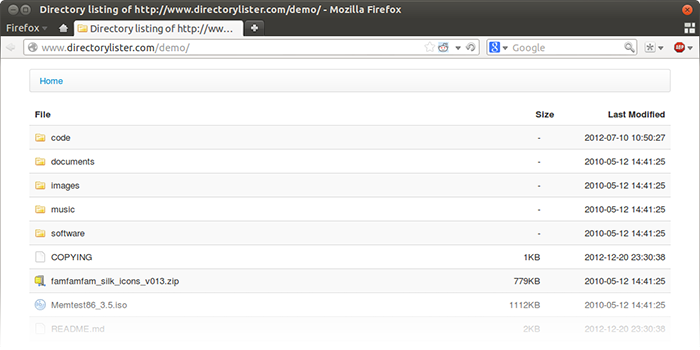 Directory listing of http://www.directorylister.com/demo/ - Mozilla Firefox
Firefox Directory listing of http://ww...
www.directorylister.com/demo/ Google ABP
Home
File Size Last Modified
code - 2012-07-10 10:50:27
documents - 2010-05-12 14:41:25
images - 2010-05-12 14:41:25
music - 2010-05-12 14:41:25
software - 2010-05-12 14:41:25
COPYING 1KB 2012-12-20 23:30:38
famfamfam_silk_icons_v013.zip 779KB 2010-05-12 14:41:25
Memtest86_3.5.iso 1112KB 2010-05-12 14:41:25
README.md 2KB 2012-12-20 23:30:38